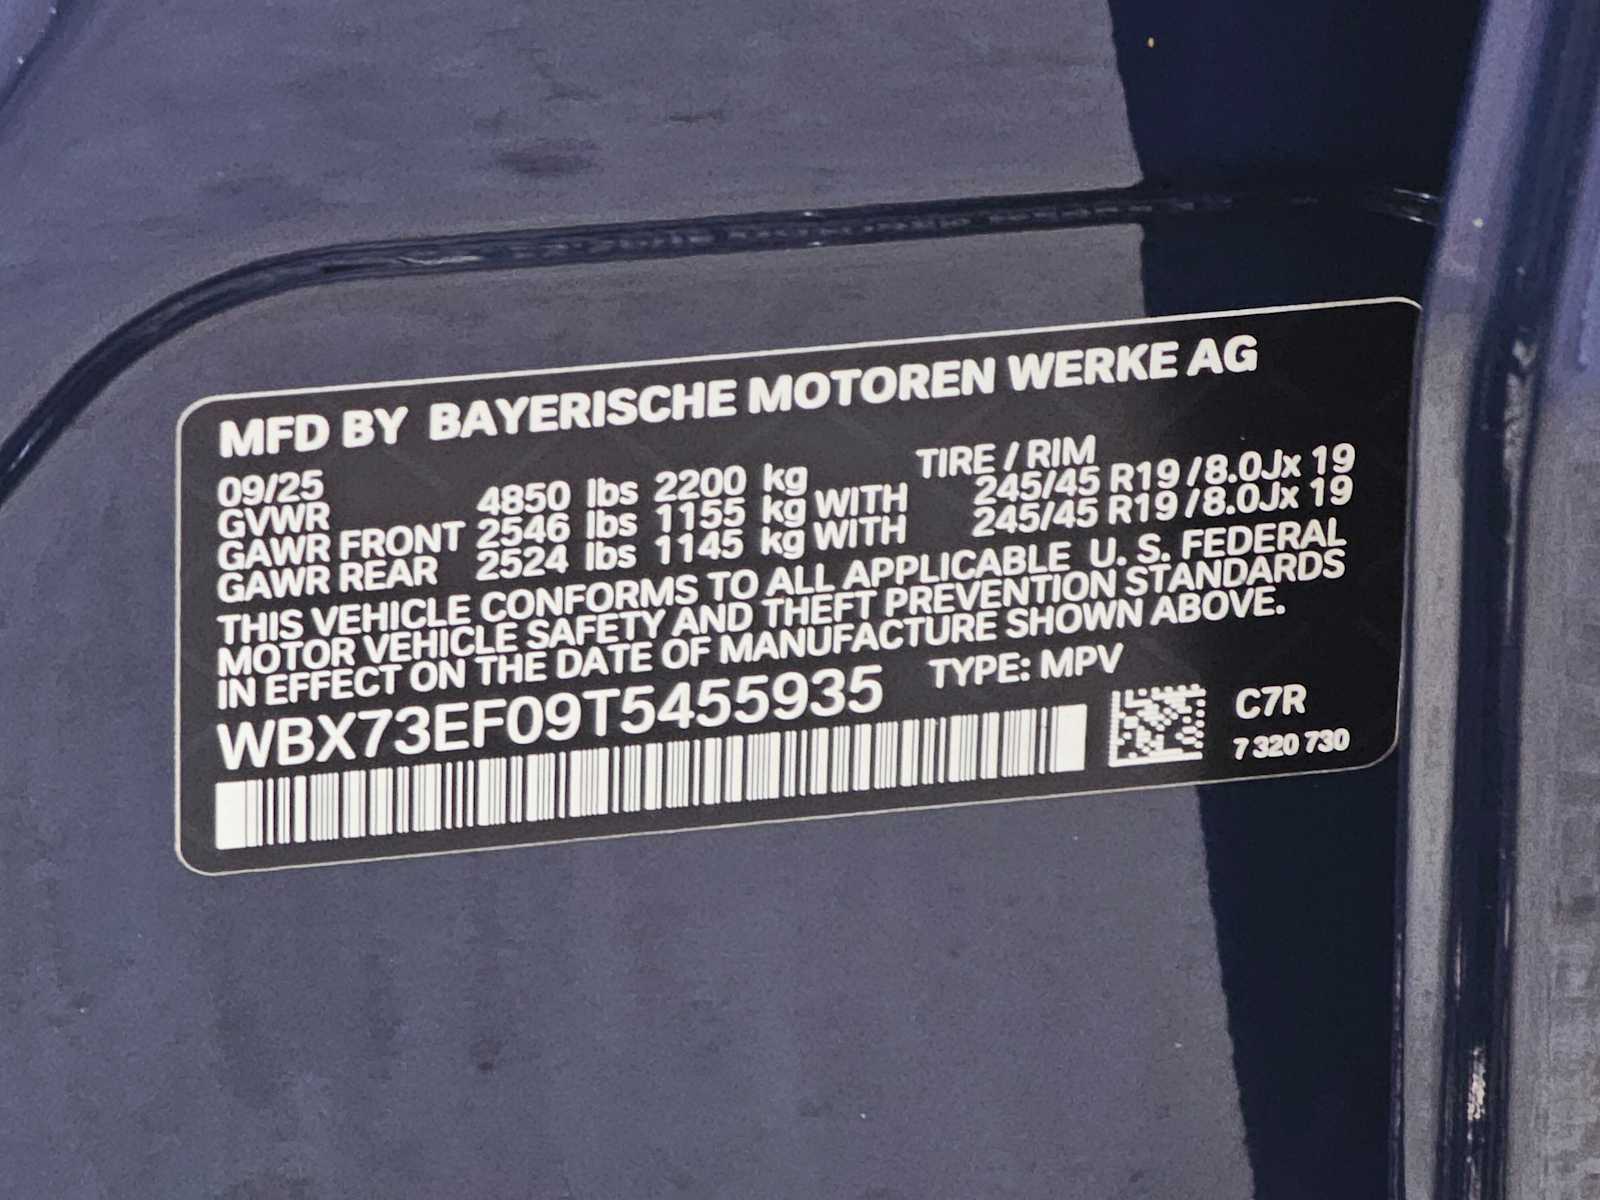 MFD BY BAYERISCHE MOTOREN WERKE AG
09/25 TIRE / RIM
GVWR 4850 lbs 2200 kg
GAWR FRONT 2546 lbs 1155 kg WITH 245/45 R19 /8.0Jx 19
GAWR REAR 2524 lbs 1145 kg WITH 245/45 R19 /8.0Jx 19
THIS VEHICLE CONFORMS TO ALL APPLICABLE U. S. FEDERAL
MOTOR VEHICLE SAFETY AND THEFT PREVENTION STANDARDS
IN EFFECT ON THE DATE OF MANUFACTURE SHOWN ABOVE.
WBX73EF09T5455935 TYPE: MPV
C7R
7 320 730